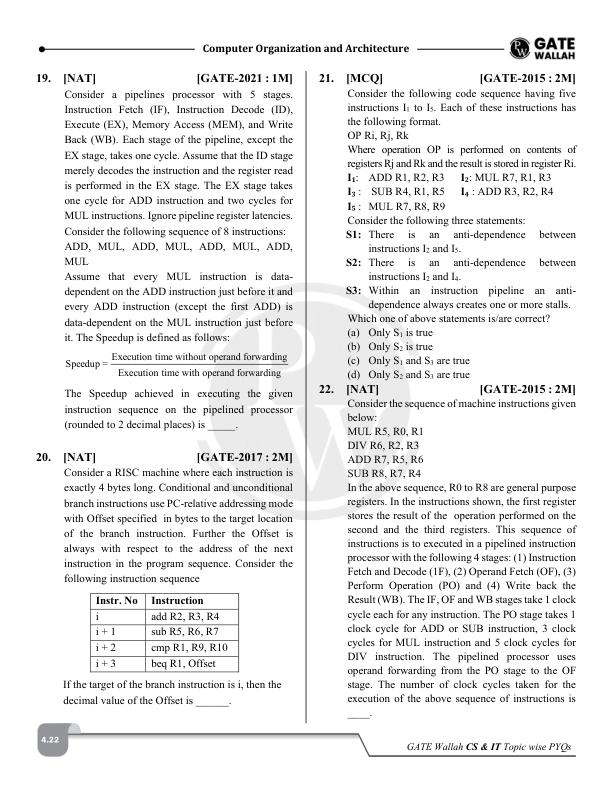 Computer Organization and Architecture
GATE
WALLAH
19. [NAT] [GATE-2021 : 1M]
Consider a pipelines processor with 5 stages.
Instruction Fetch (IF), Instruction Decode (ID),
Execute (EX), Memory Access (MEM), and Write
Back (WB). Each stage of the pipeline, except the
EX stage, takes one cycle. Assume that the ID stage
merely decodes the instruction and the register read
is performed in the EX stage. The EX stage takes
one cycle for ADD instruction and two cycles for
MUL instructions. Ignore pipeline register latencies.
Consider the following sequence of 8 instructions:
ADD, MUL, ADD, MUL, ADD, MUL, ADD,
MUL
Assume that every MUL instruction is data-
dependent on the ADD instruction just before it and
every ADD instruction (except the first ADD) is
data-dependent on the MUL instruction just before
it. The Speedup is defined as follows:
Speedup = Execution time without operand forwarding
Execution time with operand forwarding
The Speedup achieved in executing the given
instruction sequence on the pipelined processor
(rounded to 2 decimal places) is _____.
20. [NAT] [GATE-2017 : 2M]
Consider a RISC machine where each instruction is
exactly 4 bytes long. Conditional and unconditional
branch instructions use PC-relative addressing mode
with Offset specified in bytes to the target location
of the branch instruction. Further the Offset is
always with respect to the address of the next
instruction in the program sequence. Consider the
following instruction sequence
Instr. No Instruction
i add R2, R3, R4
i + 1 sub R5, R6, R7
i + 2 cmp R1, R9, R10
i + 3 beq R1, Offset
If the target of the branch instruction is i, then the
decimal value of the Offset is ______.
21. [MCQ] [GATE-2015 : 2M]
Consider the following code sequence having five
instructions I1 to I5. Each of these instructions has
the following format.
OP Ri, Rj, Rk
Where operation OP is performed on contents of
registers Rj and Rk and the result is stored in register Ri.
I1: ADD R1, R2, R3 I2: MUL R7, R1, R3
I3 : SUB R4, R1, R5 I4 : ADD R3, R2, R4
I5 : MUL R7, R8, R9
Consider the following three statements:
S1: There is an anti-dependence between
instructions I2 and I5.
S2: There is an anti-dependence between
instructions I2 and I4.
S3: Within an instruction pipeline an anti-
dependence always creates one or more stalls.
Which one of above statements is/are correct?
(a) Only S1 is true
(b) Only S2 is true
(c) Only S1 and S3 are true
(d) Only S2 and S3 are true
22. [NAT] [GATE-2015 : 2M]
Consider the sequence of machine instructions given
below:
MUL R5, R0, R1
DIV R6, R2, R3
ADD R7, R5, R6
SUB R8, R7, R4
In the above sequence, R0 to R8 are general purpose
registers. In the instructions shown, the first register
stores the result of the operation performed on the
second and the third registers. This sequence of
instructions is to executed in a pipelined instruction
processor with the following 4 stages: (1) Instruction
Fetch and Decode (1F), (2) Operand Fetch (OF), (3)
Perform Operation (PO) and (4) Write back the
Result (WB). The IF, OF and WB stages take 1 clock
cycle each for any instruction. The PO stage takes 1
clock cycle for ADD or SUB instruction, 3 clock
cycles for MUL instruction and 5 clock cycles for
DIV instruction. The pipelined processor uses
operand forwarding from the PO stage to the OF
stage. The number of clock cycles taken for the
execution of the above sequence of instructions is
____.
4.22
GATE Wallah CS & IT Topic wise PYQs